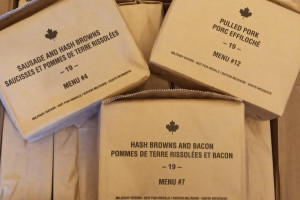 SAUSAGE AND HASH BROWNS
SAUCISSES ET POMMES DE TERRE RISSOLÉES
- 19 -
MENU #4
PULLED PORK
PORC EFFILOCHÉ
- 19 -
MENU #12
HASH BROWNS AND BACON
POMMES DE TERRE RISSOLÉES ET BACON
- 19 -
MENU #7